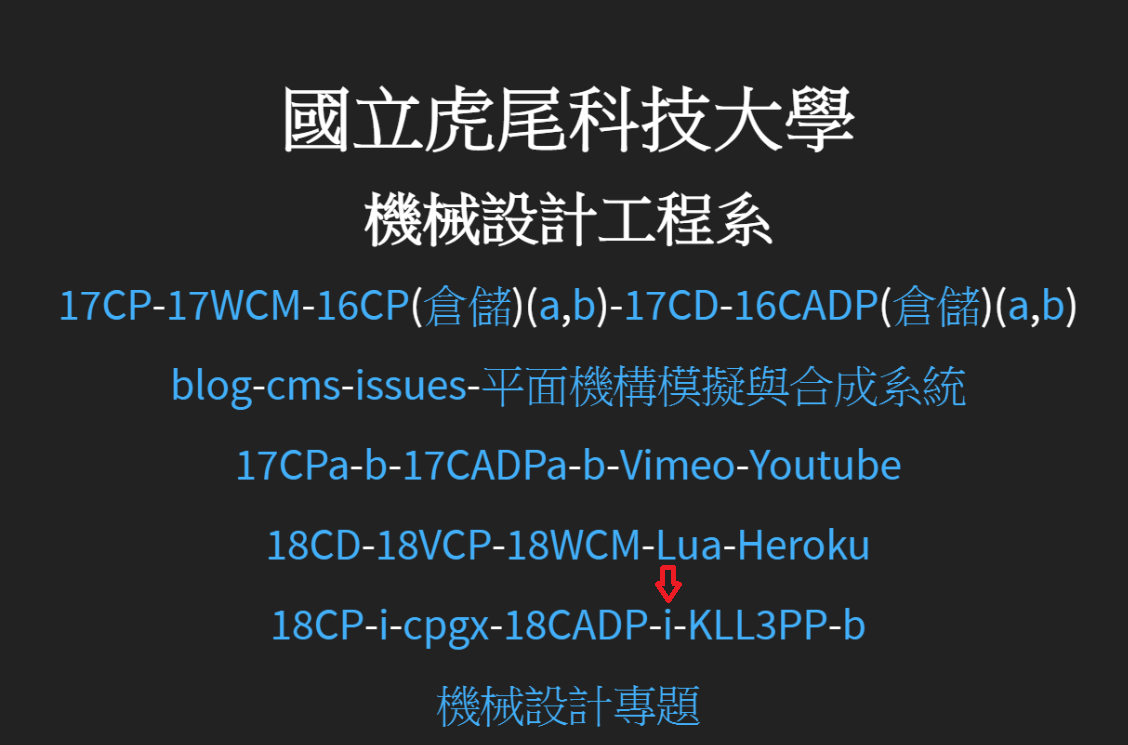 國立虎尾科技大學
機械設計工程系
17CP-17WCM-16CP(倉儲)(a,b)-17CD-16CADP(倉儲)(a,b)
blog-cms-issues-平面機構模擬與合成系統
17CPa-b-17CADPa-b-Vimeo-Youtube
18CD-18VCP-18WCM-Lua-Heroku
18CP-i-cpgx-18CADP-i-KLL3PP-b
機械設計專題